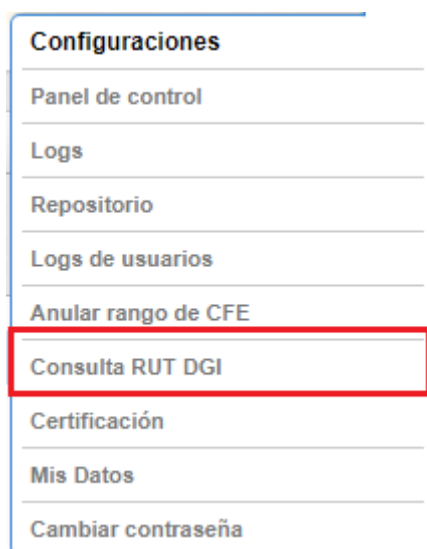 Configuraciones
Panel de control
Logs
Repositorio
Logs de usuarios
Anular rango de CFE
Consulta RUT DGI
Certificación
Mis Datos
Cambiar contraseña